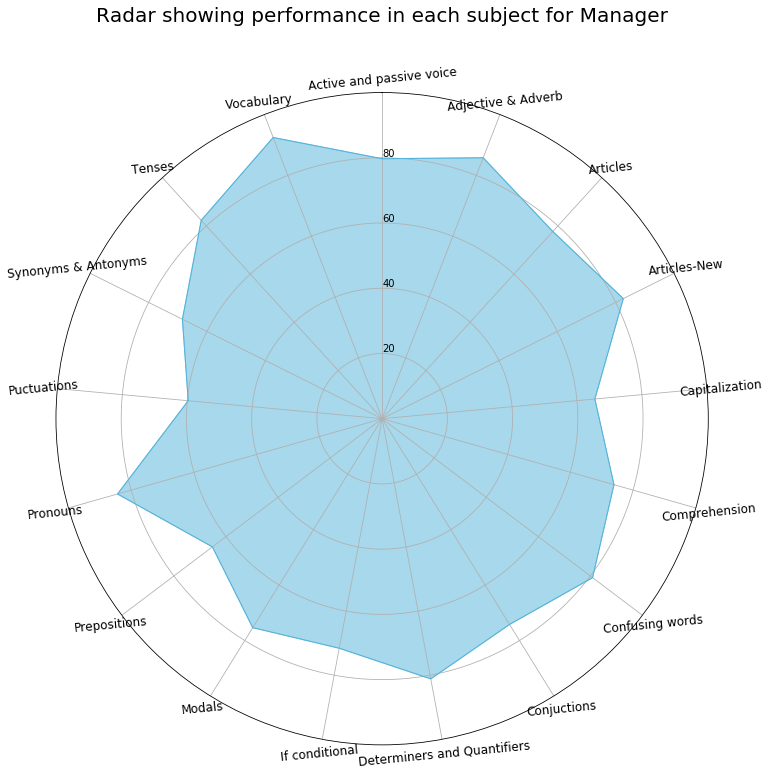 Radar showing performance in each subject for Manager
Active and passive voice
Adjective & Adverb
Articles
Articles-New
Capitalization
Comprehension
Confusing words
Conjuctions
Determiners and Quantifiers
If conditional
Modals
Prepositions
Pronouns
Puctuations
Synonyms & Antonyms
Tenses
Vocabulary
80
60
40
20